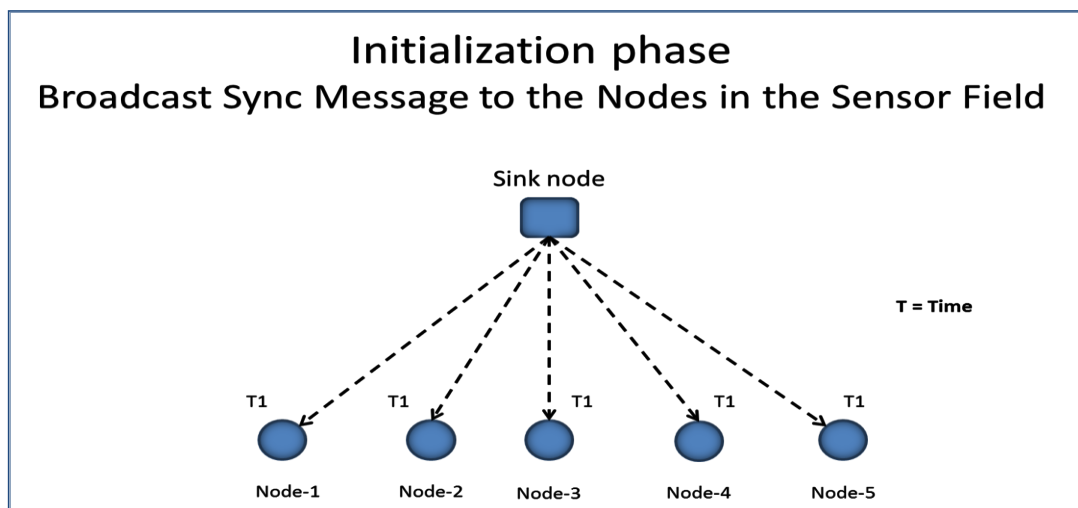 Initialization phase
Broadcast Sync Message to the Nodes in the Sensor Field
Sink node
T = Time
T1 T1 T1 T1 T1
Node-1 Node-2 Node-3 Node-4 Node-5